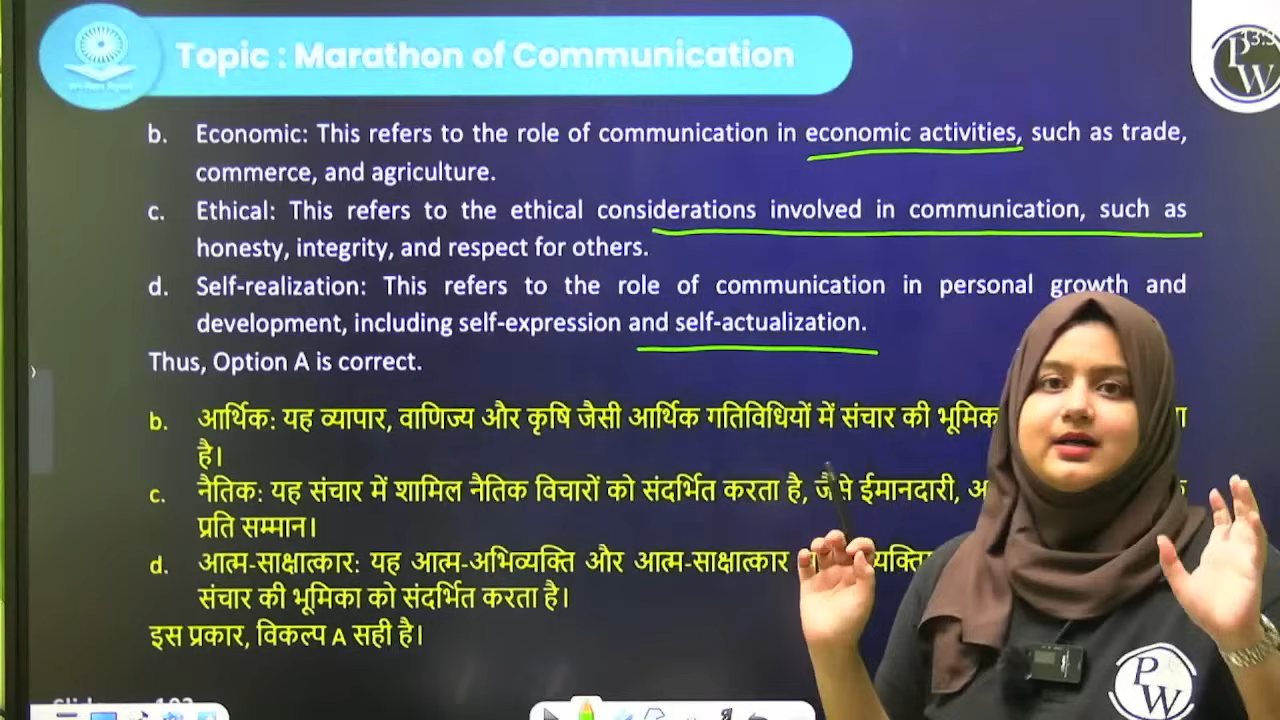 Topic : Marathon of Communication
PW
b. Economic: This refers to the role of communication in economic activities, such as trade,
commerce, and agriculture.
c. Ethical: This refers to the ethical considerations involved in communication, such as
honesty, integrity, and respect for others.
d. Self-realization: This refers to the role of communication in personal growth and
development, including self-expression and self-actualization.
Thus, Option A is correct.
b. आर्थिक: यह व्यापार, वाणिज्य और कृषि जैसी आर्थिक गतिविधियों में संचार की
है।
c. नैतिक: यह संचार में शामिल नैतिक विचारों को संदर्भित करता है, जैसे ईमानदारी,
प्रति सम्मान।
d. आत्म-साक्षात्कार: यह आत्म-अभिव्यक्ति और आत्म-साक्षात्कार
संचार की भूमिका को संदर्भित करता है।
इस प्रकार, विकल्प A सही है।
PW